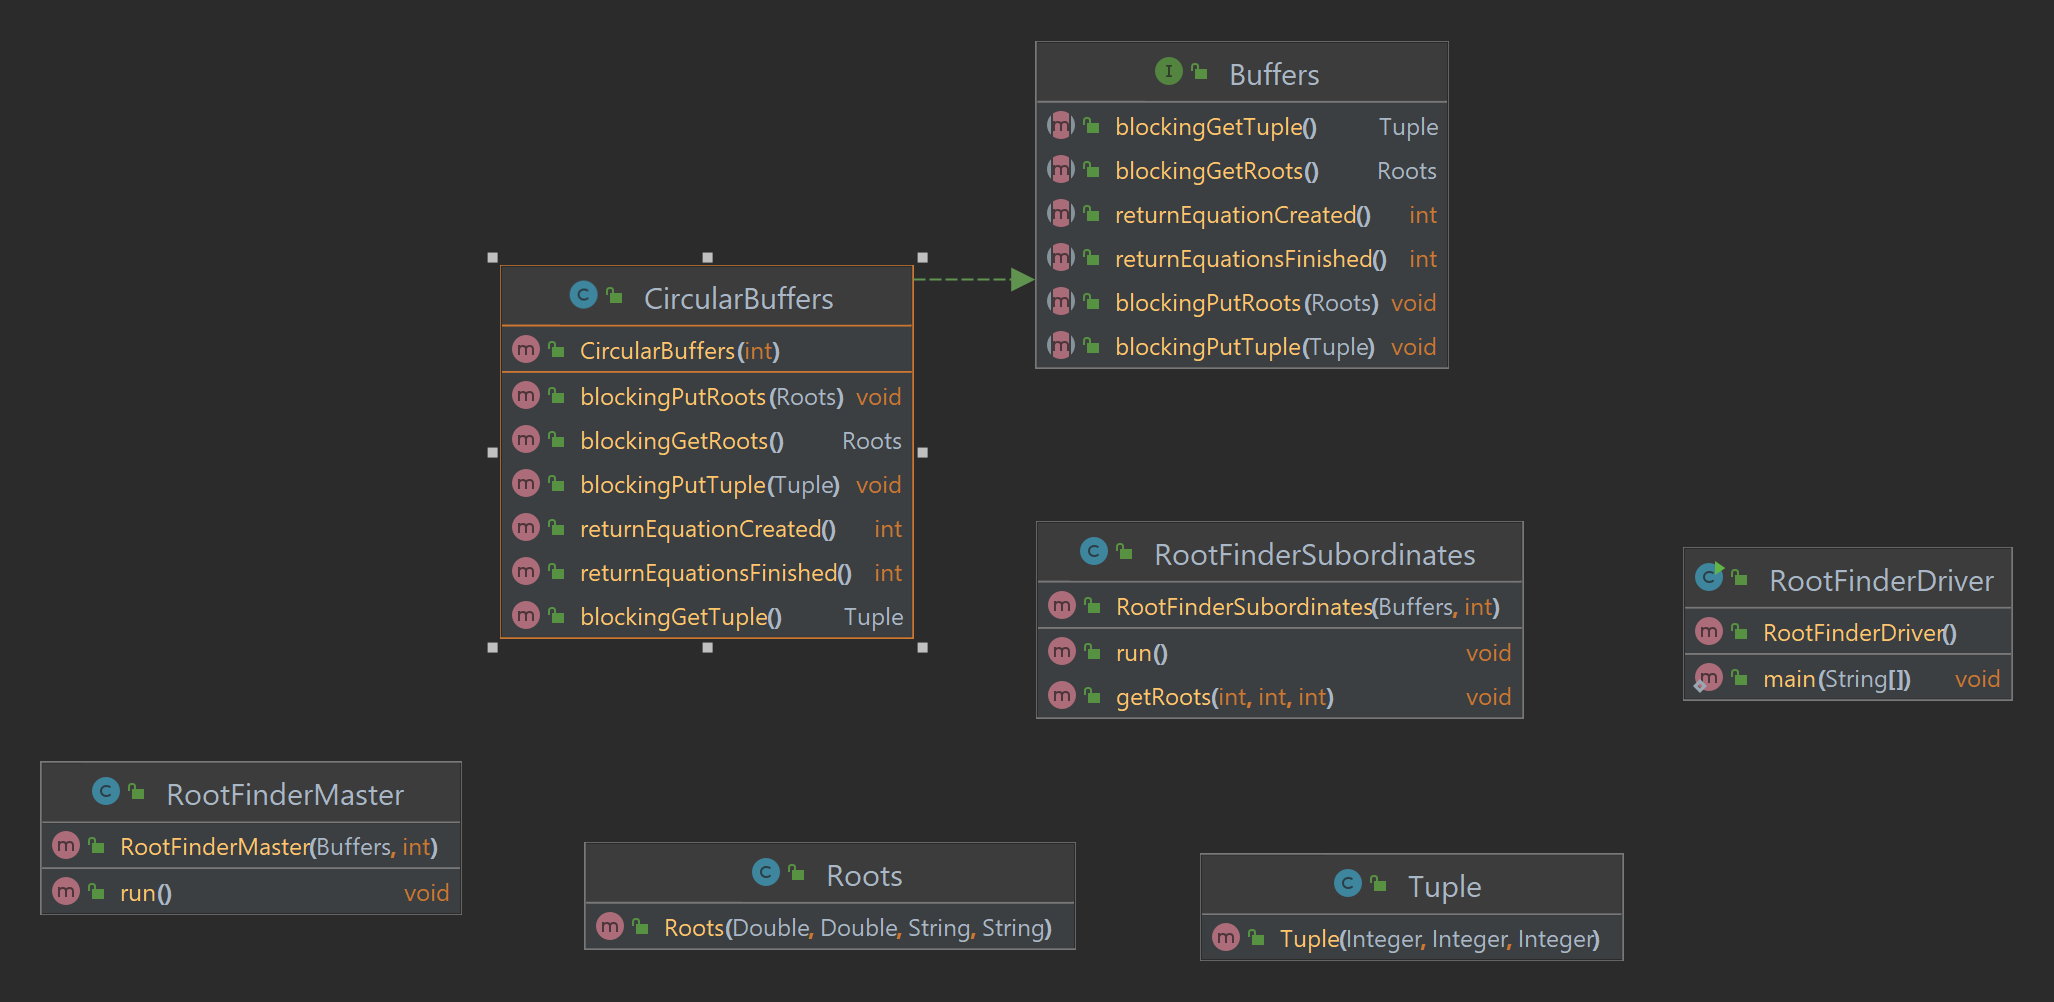 Buffers
blockingGetTuple() Tuple
blockingGetRoots() Roots
returnEquationCreated() int
returnEquationsFinished() int
blockingPutRoots(Roots) void
blockingPutTuple(Tuple) void
CircularBuffers
CircularBuffers(int)
blockingPutRoots(Roots) void
blockingGetRoots() Roots
blockingPutTuple(Tuple) void
returnEquationCreated() int
returnEquationsFinished() int
blockingGetTuple() Tuple
RootFinderSubordinates
RootFinderSubordinates(Buffers, int)
run() void
getRoots(int, int, int) void
RootFinderDriver
RootFinderDriver()
main(String[]) void
RootFinderMaster
RootFinderMaster(Buffers, int)
run() void
Roots
Roots(Double, Double, String, String)
Tuple
Tuple(Integer, Integer, Integer)